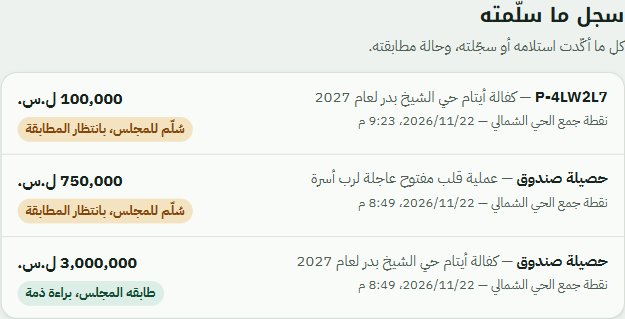 سجل ما سلّمته
كل ما أكّدت استلامه أو سجّلته، وحالة مطابقته.
P-4LW2L7 — كفالة أيتام حي الشيخ بدر لعام 2027
100,000 ل.س.
نقطة جمع الحي الشمالي — 2026/11/22، 9:23 م
سُلّم للمجلس، بانتظار المطابقة
حصيلة صندوق — عملية قلب مفتوح عاجلة لرب أسرة
750,000 ل.س.
نقطة جمع الحي الشمالي — 2026/11/22، 8:49 م
سُلّم للمجلس، بانتظار المطابقة
حصيلة صندوق — كفالة أيتام حي الشيخ بدر لعام 2027
3,000,000 ل.س.
نقطة جمع الحي الشمالي — 2026/11/22، 8:49 م
طابقه المجلس، براءة ذمة